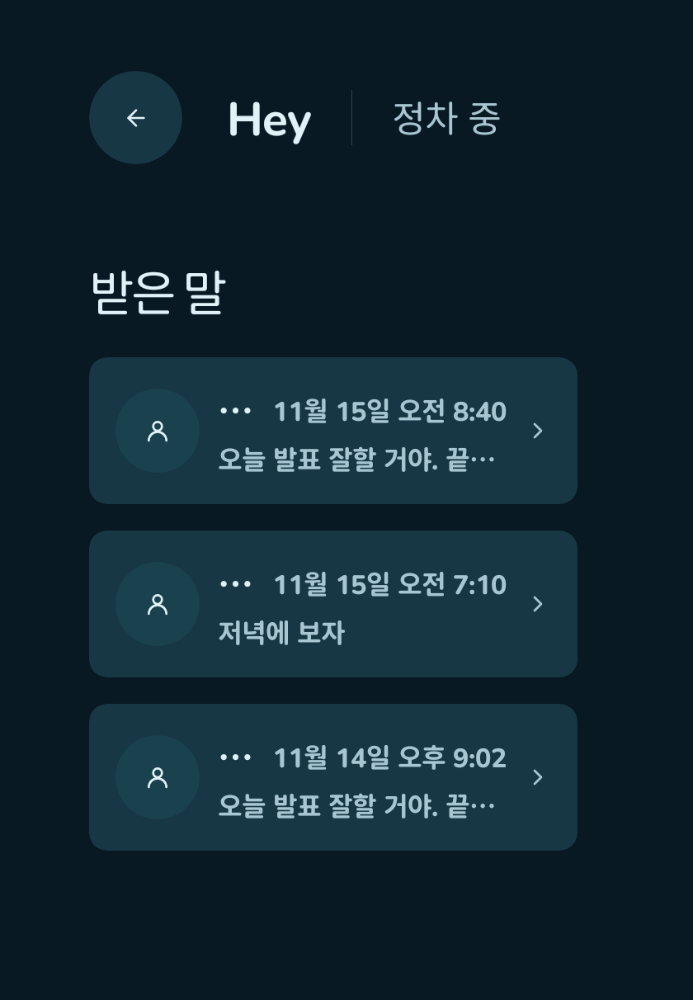 Hey 정차 중
받은 말
··· 11월 15일 오전 8:40
오늘 발표 잘할 거야. 끝…
··· 11월 15일 오전 7:10
저녁에 보자
··· 11월 14일 오후 9:02
오늘 발표 잘할 거야. 끝…